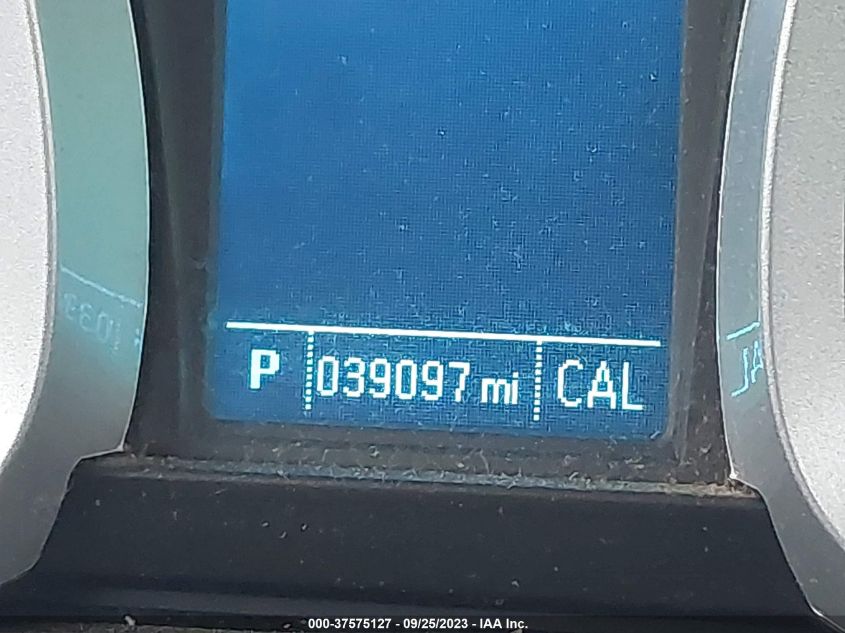 P 039097 mi CAL
000-37575127 - 09/25/2023 - IAA Inc.